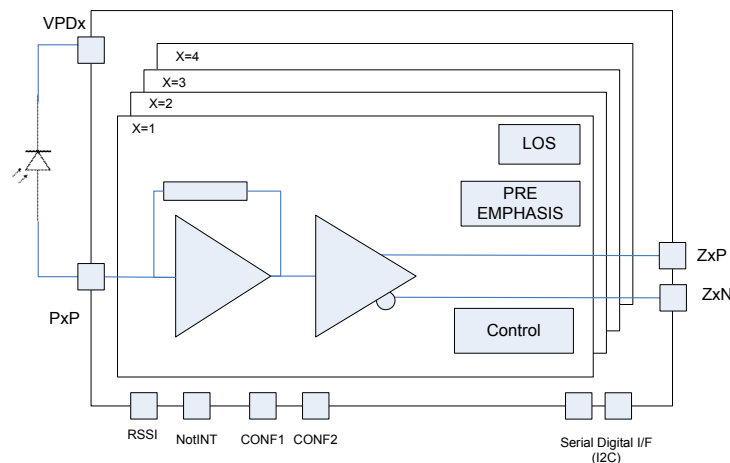 VPDx
X=4
X=3
X=2
X=1
LOS
PRE
EMPHASIS
ZxP
ZxN
PxP
Control
RSSI
NotINT
CONF1
CONF2
Serial Digital I/F
(I2C)